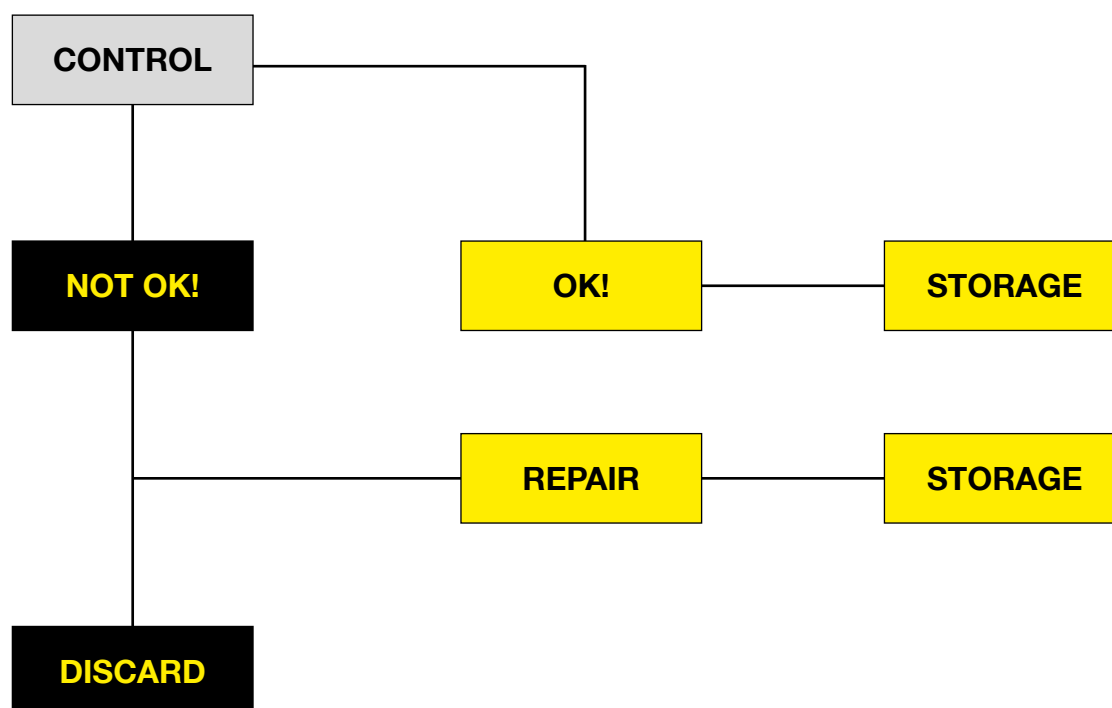 CONTROL
NOT OK!
OK!
STORAGE
REPAIR
STORAGE
DISCARD